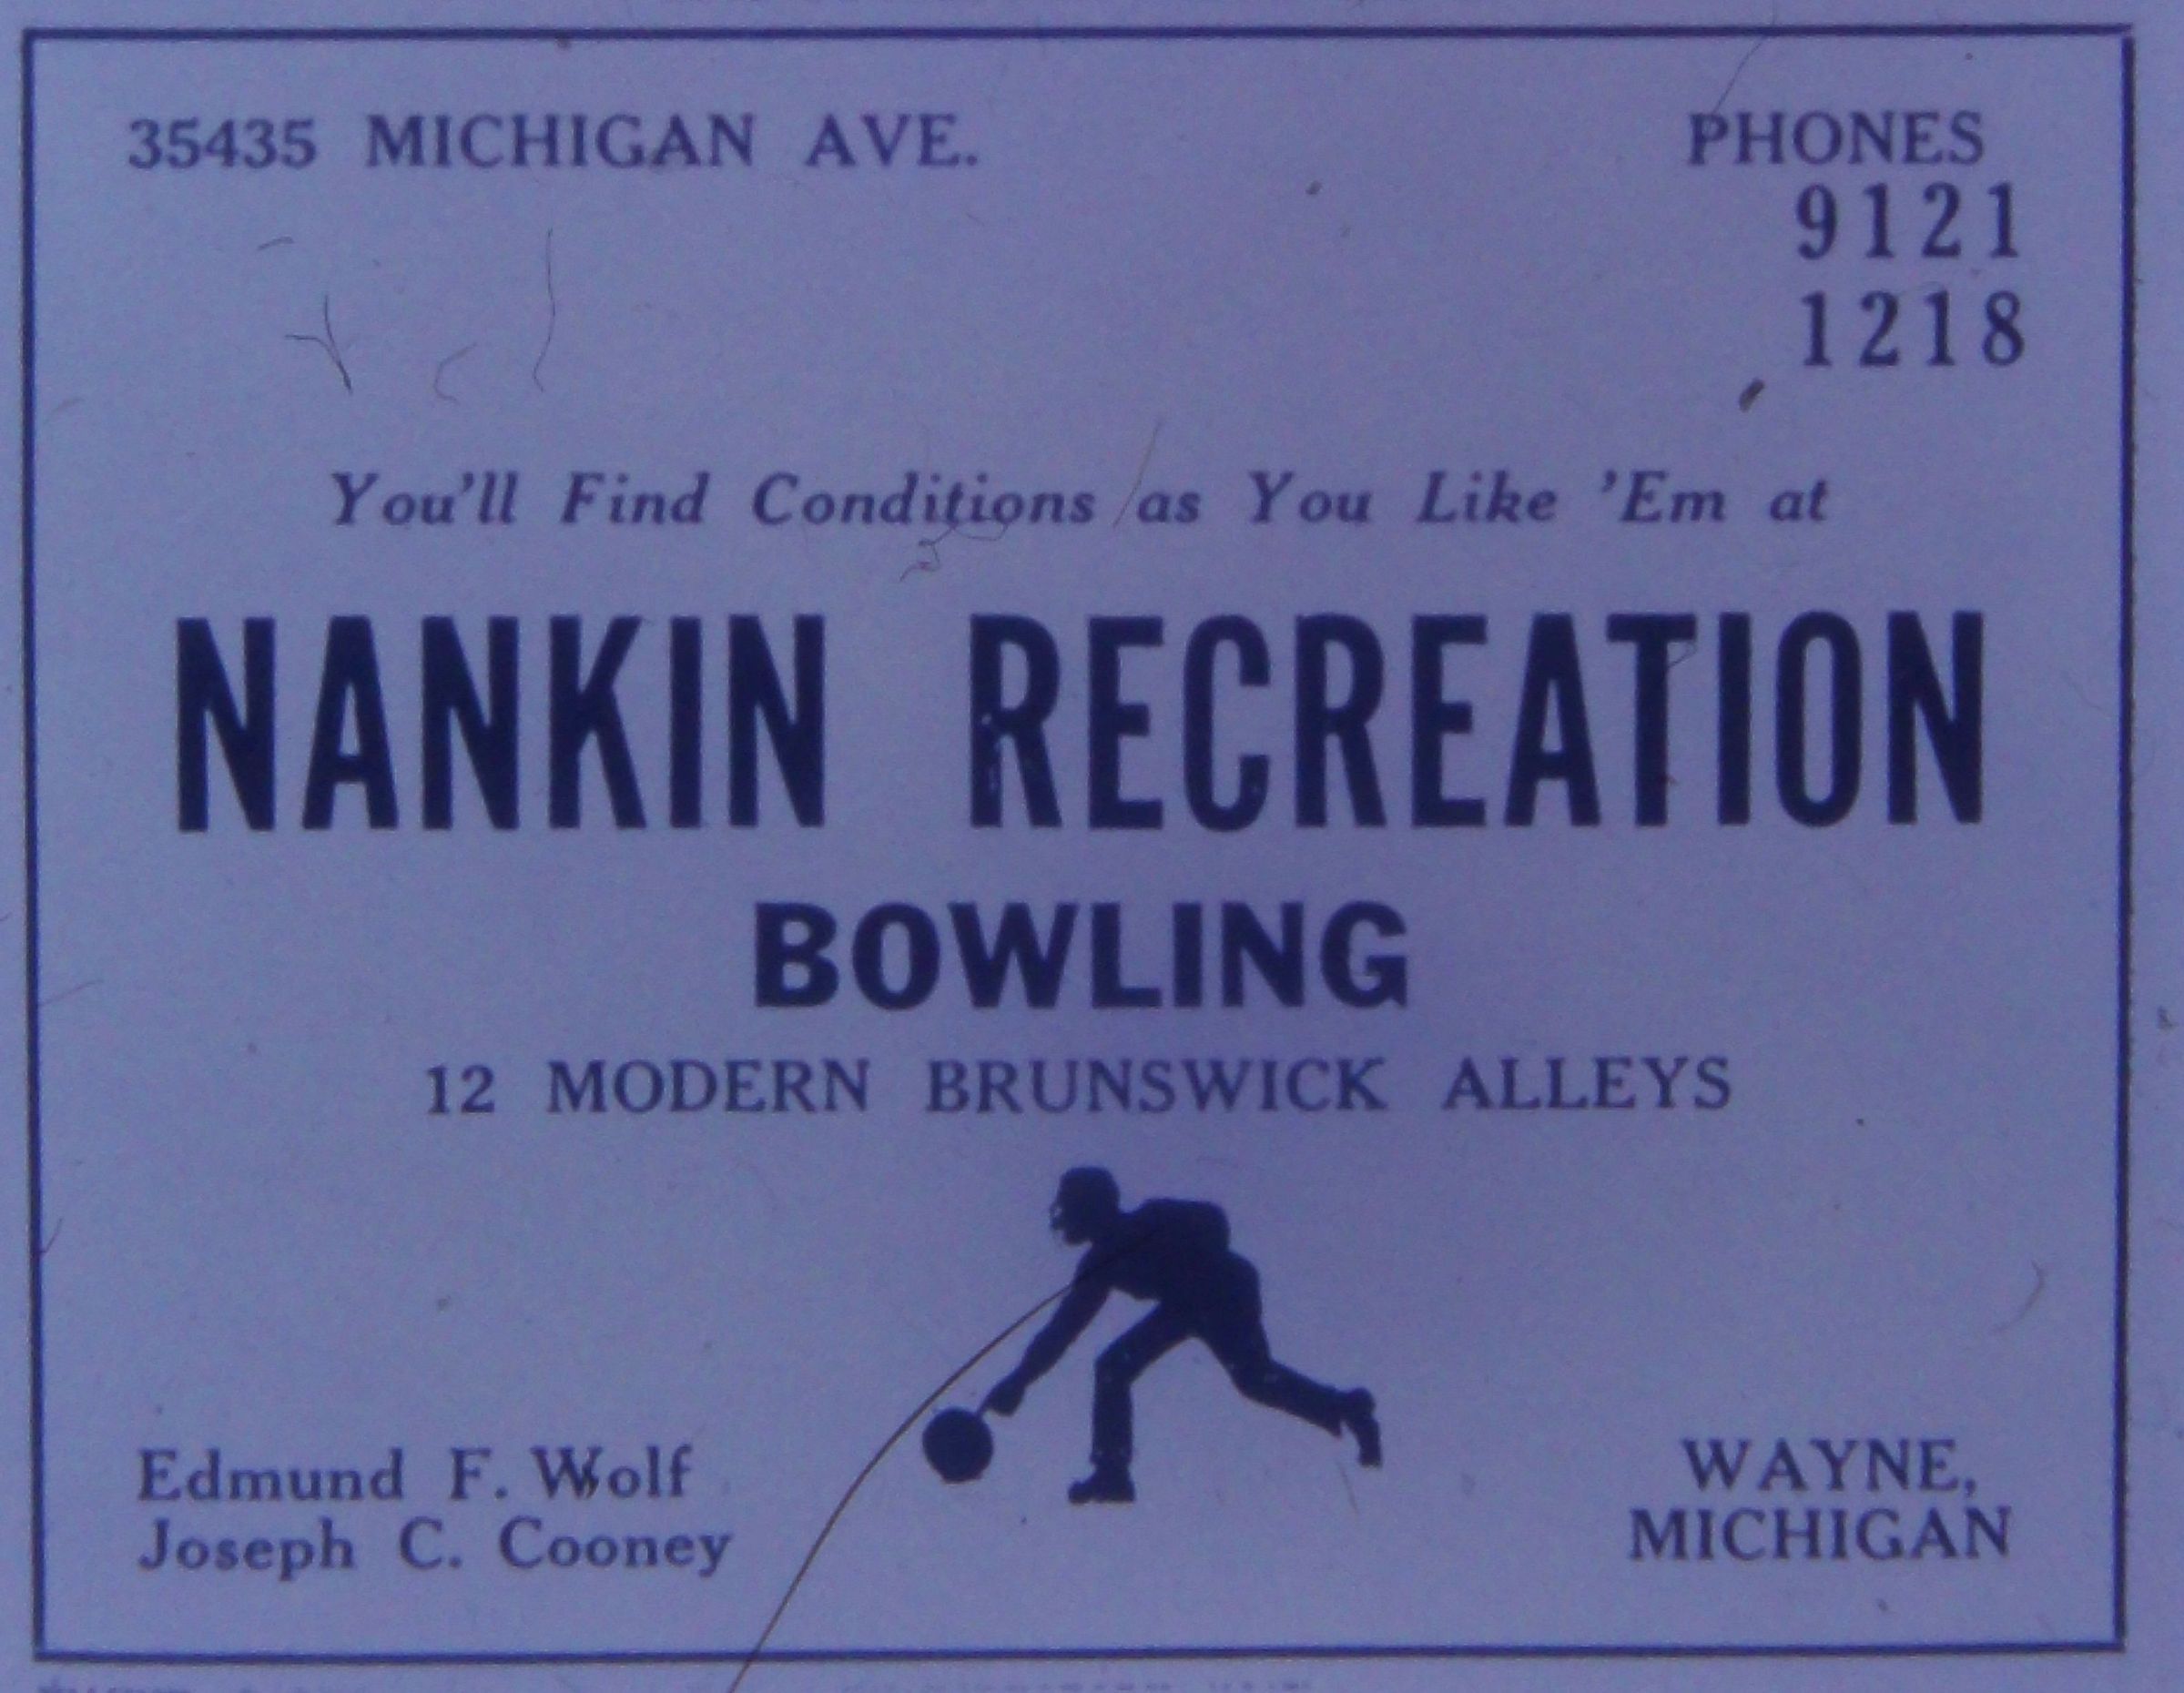 35435 MICHIGAN AVE.
PHONES
9121
1218
You'll Find Conditions as You Like 'Em at
NANKIN RECREATION
BOWLING
12 MODERN BRUNSWICK ALLEYS
Edmund F. Wolf
Joseph C. Cooney
WAYNE,
MICHIGAN